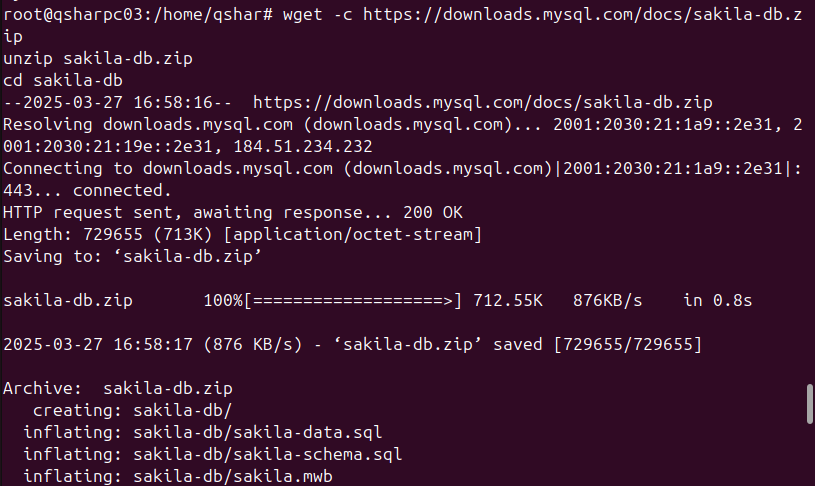 root@qsharpc03:/home/qshar# wget -c https://downloads.mysql.com/docs/sakila-db.z
ip
unzip sakila-db.zip
cd sakila-db
--2025-03-27 16:58:16--  https://downloads.mysql.com/docs/sakila-db.zip
Resolving downloads.mysql.com (downloads.mysql.com)... 2001:2030:21:1a9::2e31, 2
001:2030:21:19e::2e31, 184.51.234.232
Connecting to downloads.mysql.com (downloads.mysql.com)|2001:2030:21:1a9::2e31|:
443... connected.
HTTP request sent, awaiting response... 200 OK
Length: 729655 (713K) [application/octet-stream]
Saving to: ‘sakila-db.zip’

sakila-db.zip       100%[===================>] 712.55K   876KB/s    in 0.8s

2025-03-27 16:58:17 (876 KB/s) - ‘sakila-db.zip’ saved [729655/729655]

Archive:  sakila-db.zip
   creating: sakila-db/
  inflating: sakila-db/sakila-data.sql
  inflating: sakila-db/sakila-schema.sql
  inflating: sakila-db/sakila.mwb